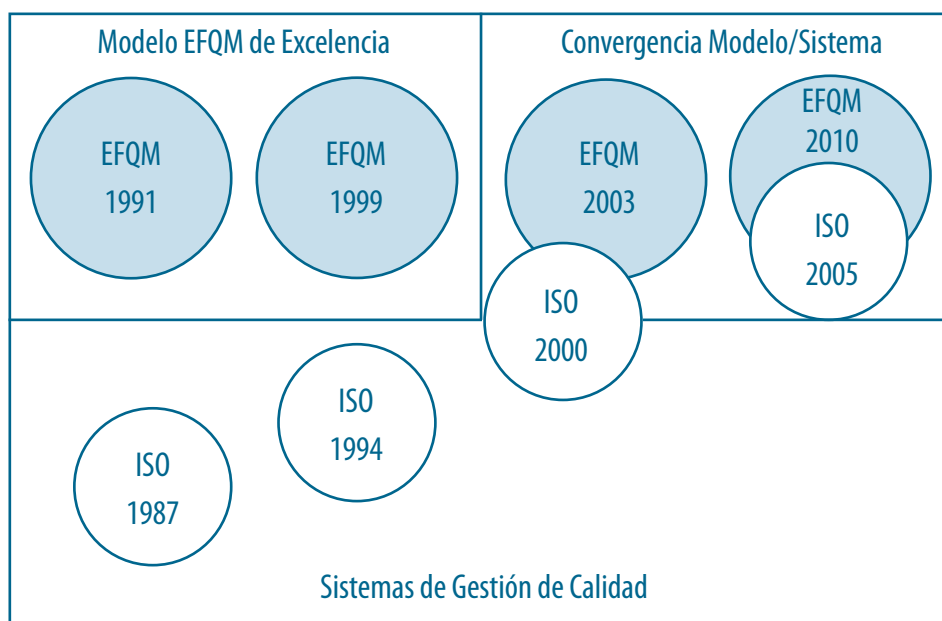 Modelo EFQM de Excelencia
Convergencia Modelo/Sistema
EFQM
1991
EFQM
1999
EFQM
2003
EFQM
2010
ISO
2005
ISO
2000
ISO
1994
ISO
1987
Sistemas de Gestión de Calidad